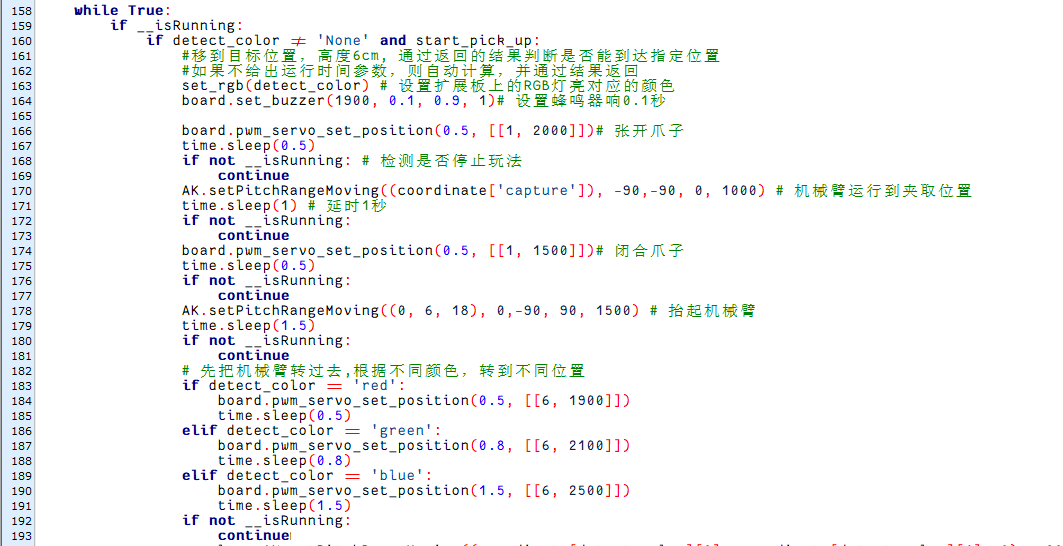 158 while True:
159 if __isRunning:
160 if detect_color != 'None' and start_pick_up:
161 #移到目标位置，高度6cm, 通过返回的结果判断是否能到达指定位置
162 #如果不给出运行时间参数，则自动计算，并通过结果返回
163 set_rgb(detect_color) # 设置扩展板上的RGB灯亮对应的颜色
164 board.set_buzzer(1900, 0.1, 0.9, 1)# 设置蜂鸣器响0.1秒
165
166 board.pwm_servo_set_position(0.5, [[1, 2000]])# 张开爪子
167 time.sleep(0.5)
168 if not __isRunning: # 检测是否停止玩法
169 continue
170 AK.setPitchRangeMoving((coordinate['capture']), -90,-90, 0, 1000) # 机械臂运行到夹取位置
171 time.sleep(1) # 延时1秒
172 if not __isRunning:
173 continue
174 board.pwm_servo_set_position(0.5, [[1, 1500]])# 闭合爪子
175 time.sleep(0.5)
176 if not __isRunning:
177 continue
178 AK.setPitchRangeMoving((0, 6, 18), 0,-90, 90, 1500) # 抬起机械臂
179 time.sleep(1.5)
180 if not __isRunning:
181 continue
182 # 先把机械臂转过去,根据不同颜色，转到不同位置
183 if detect_color == 'red':
184 board.pwm_servo_set_position(0.5, [[6, 1900]])
185 time.sleep(0.5)
186 elif detect_color == 'green':
187 board.pwm_servo_set_position(0.8, [[6, 2100]])
188 time.sleep(0.8)
189 elif detect_color == 'blue':
190 board.pwm_servo_set_position(1.5, [[6, 2500]])
191 time.sleep(1.5)
192 if not __isRunning:
193 continue